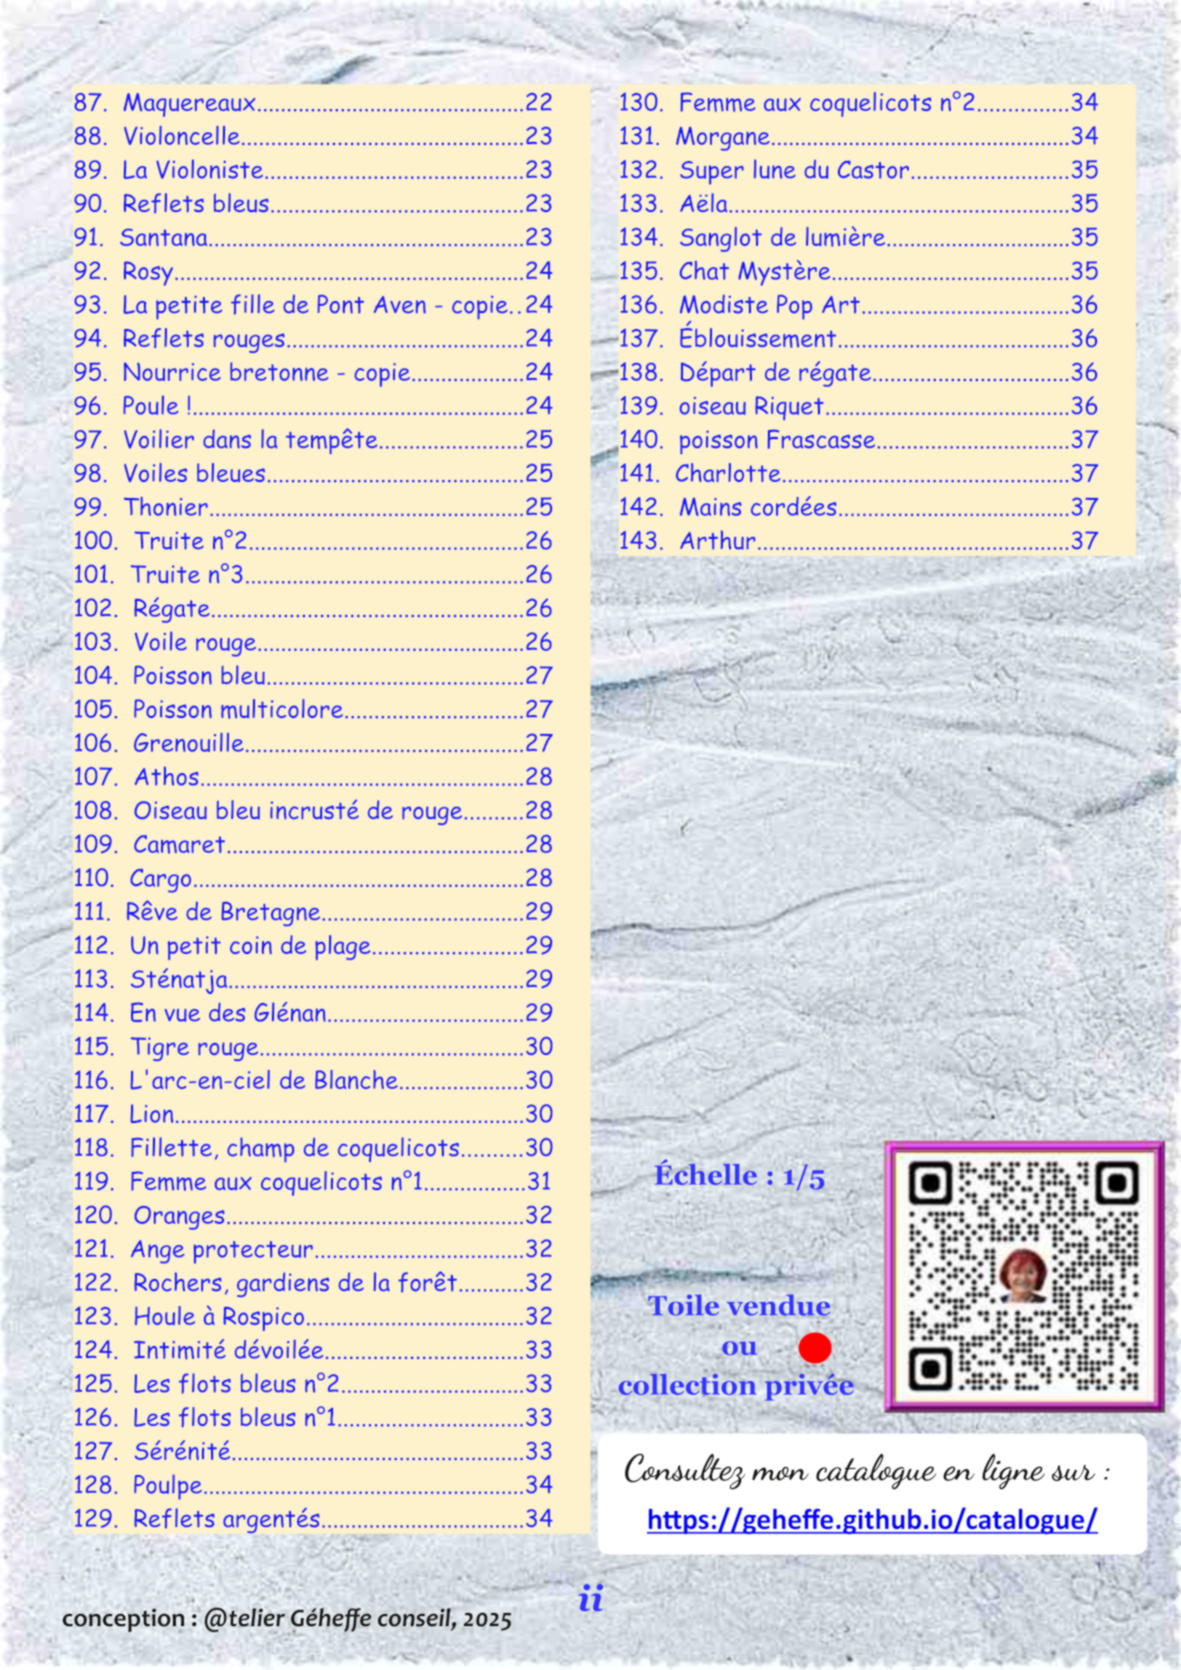 87. Maquereaux.............................................22
88. Violoncelle................................................23
89. La Violoniste............................................23
90. Reflets bleus...........................................23
91. Santana.....................................................23
92. Rosy...........................................................24
93. La petite fille de Pont Aven - copie..24
94. Reflets rouges........................................24
95. Nourrice bretonne - copie...................24
96. Poule !........................................................24
97. Voilier dans la tempête.........................25
98. Voiles bleues...........................................25
99. Thonier.....................................................25
100. Truite n°2..............................................26
101. Truite n°3...............................................26
102. Régate.....................................................26
103. Voile rouge.............................................26
104. Poisson bleu...........................................27
105. Poisson multicolore..............................27
106. Grenouille...............................................27
107. Athos......................................................28
108. Oiseau bleu incrusté de rouge..........28
109. Camaret..................................................28
110. Cargo........................................................28
111. Rêve de Bretagne..................................29
112. Un petit coin de plage.........................29
113. Sténatja..................................................29
114. En vue des Glénan.................................29
115. Tigre rouge............................................30
116. L'arc-en-ciel de Blanche.....................30
117. Lion...........................................................30
118. Fillette, champ de coquelicots...........30
119. Femme aux coquelicots n°1.................31
120. Oranges..................................................32
121. Ange protecteur...................................32
122. Rochers, gardiens de la forêt...........32
123. Houle à Rospico.....................................32
124. Intimité dévoilée..................................33
125. Les flots bleus n°2...............................33
126. Les flots bleus n°1................................33
127. Sérénité.................................................33
128. Poulpe......................................................34
129. Reflets argentés..................................34
130. Femme aux coquelicots n°2...............34
131. Morgane..................................................34
132. Super lune du Castor...........................35
133. Aëla.........................................................35
134. Sanglot de lumière...............................35
135. Chat Mystère........................................35
136. Modiste Pop Art...................................36
137. Éblouissement.......................................36
138. Départ de régate.................................36
139. oiseau Riquet.........................................36
140. poisson Frascasse.................................37
141. Charlotte................................................37
142. Mains cordées.......................................37
143. Arthur.....................................................37
Échelle : 1/5
Toile vendue
ou
collection privée
Consultez mon catalogue en ligne sur :
https://geheffe.github.io/catalogue/
ii
conception : @telier Géheffe conseil, 2025